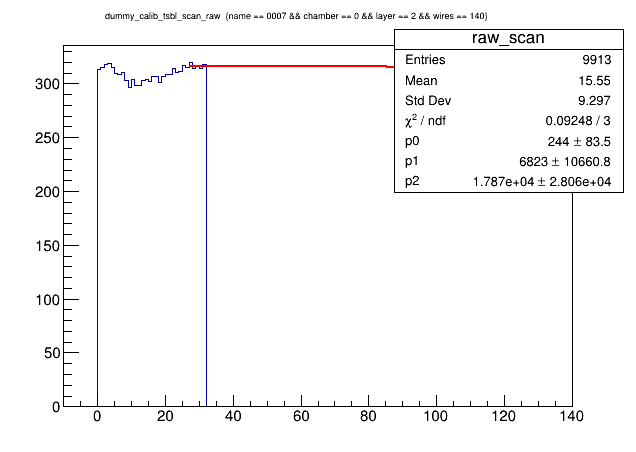 dummy_calib_tsbl_scan_raw (name == 0007 && chamber == 0 && layer == 2 && wires == 140)
raw_scan
Entries 9913
Mean 15.55
Std Dev 9.297
χ² / ndf 0.09248 / 3
p0 244 ± 83.5
p1 6823 ± 10660.8
p2 1.787e+04 ± 2.806e+04
300
250
200
150
100
50
0
0 20 40 60 80 100 120 140